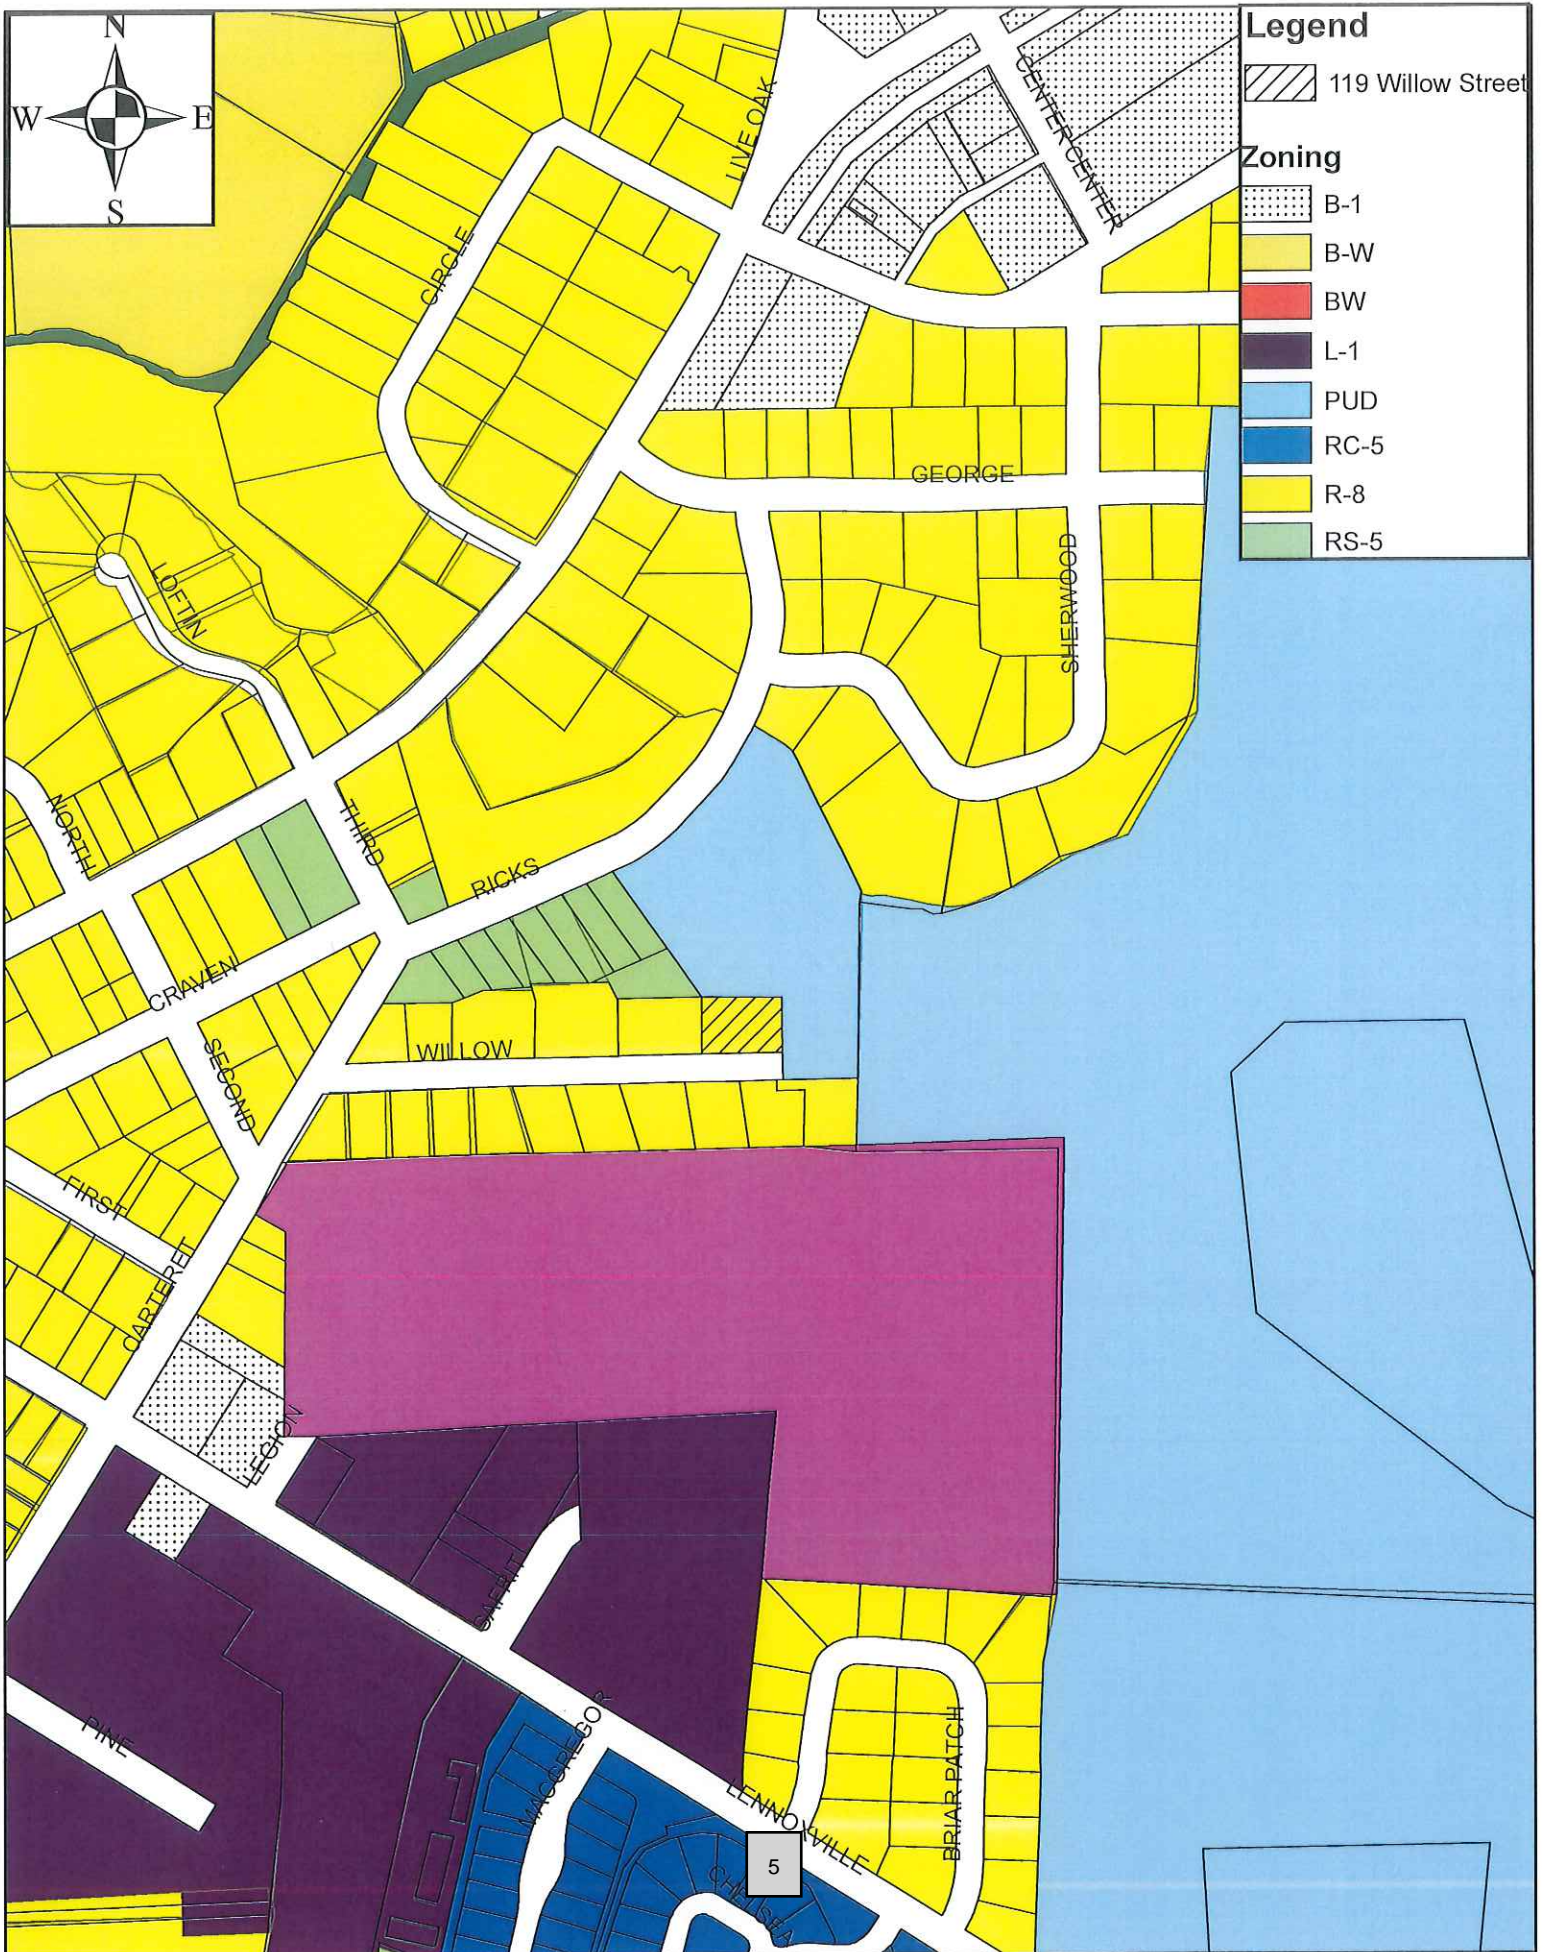 N
W E
S
Legend
119 Willow Street
Zoning
B-1
B-W
BW
L-1
PUD
RC-5
R-8
RS-5
LIVE OAK
CENTER
CENTER
CIRCLE
GEORGE
LOFTIN
SHERWOOD
NORTH
THIRD
RICKS
CRAVEN
WILLOW
SECOND
FIRST
CARTERET
LEGION
PINE
MACGREGOR
LENNOXVILLE
BRIAR PATCH
CHELSEA
5